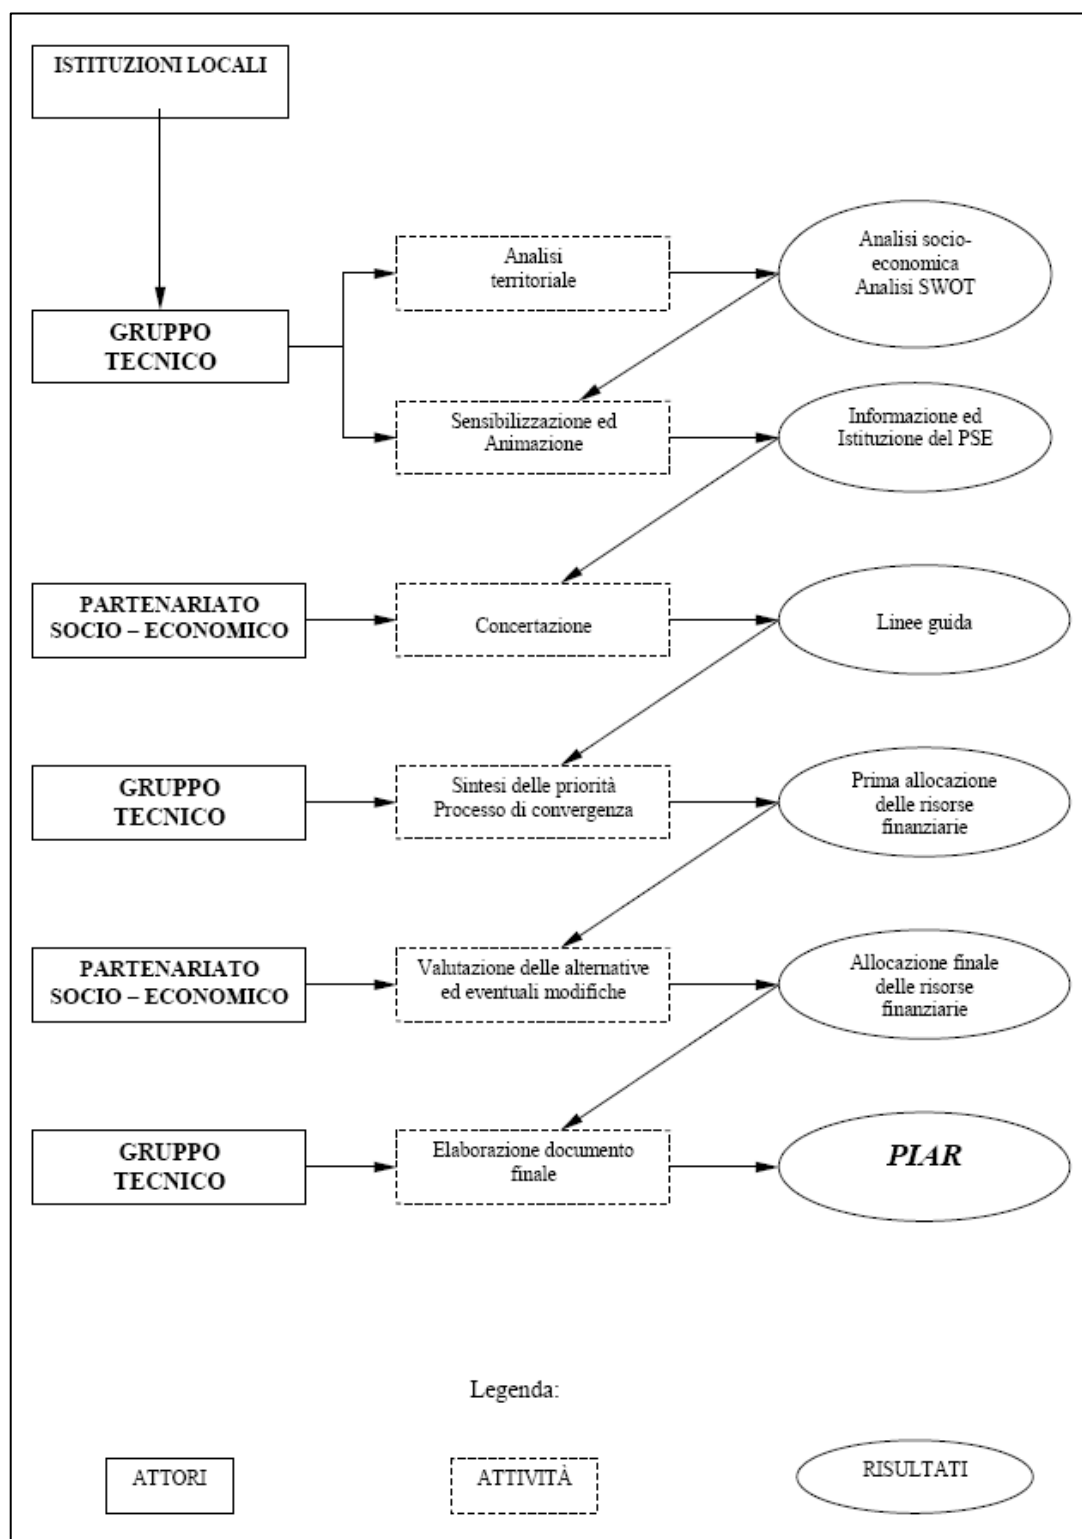 ISTITUZIONI LOCALI
Analisi
territoriale
Analisi socio-
economica
Analisi SWOT
GRUPPO
TECNICO
Sensibilizzazione ed
Animazione
Informazione ed
Istituzione del PSE
PARTENARIATO
SOCIO – ECONOMICO
Concertazione
Linee guida
GRUPPO
TECNICO
Sintesi delle priorità
Processo di convergenza
Prima allocazione
delle risorse
finanziarie
PARTENARIATO
SOCIO – ECONOMICO
Valutazione delle alternative
ed eventuali modifiche
Allocazione finale
delle risorse
finanziarie
GRUPPO
TECNICO
Elaborazione documento
finale
PIAR
Legenda:
ATTORI
ATTIVITÀ
RISULTATI